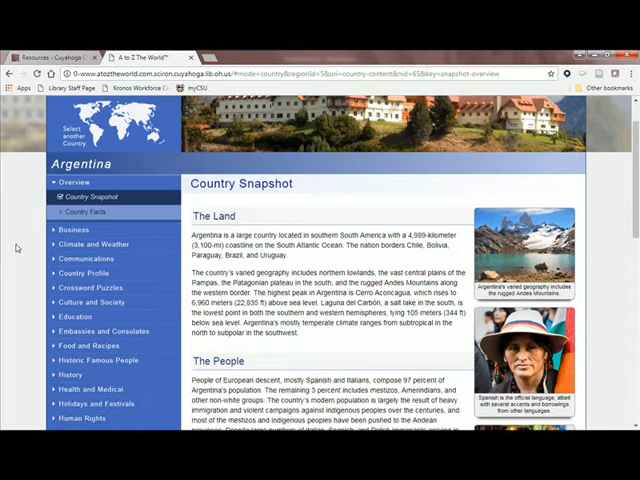 Resources - Cuyahoga C
A to Z The World™
0-www.atoztheworld.com.sciron.cuyahoga.lib.oh.us/#mode=country&regionId=5&uri=country-content&nid=65&key=snapshot-overview
Apps
Library Staff Page
Kronos Workforce C
myCSU
Other bookmarks
Select
another
Country
Argentina
Overview
Country Snapshot
Country Facts
Business
Climate and Weather
Communications
Country Profile
Crossword Puzzles
Culture and Society
Education
Embassies and Consulates
Food and Recipes
Historic Famous People
History
Health and Medical
Holidays and Festivals
Human Rights
Country Snapshot
The Land
Argentina is a large country located in southern South America with a 4,989-kilometer
(3,100-mi) coastline on the South Atlantic Ocean. The nation borders Chile, Bolivia,
Paraguay, Brazil, and Uruguay.
The country's varied geography includes northern lowlands, the vast central plains of the
Pampas, the Patagonian plateau in the south, and the rugged Andes Mountains along
the western border. The highest peak in Argentina is Cerro Aconcagua, which rises to
6,960 meters (22,835 ft) above sea level. Laguna del Carbón, a salt lake in the south, is
the lowest point in both the southern and western hemispheres, lying 105 meters (344 ft)
below sea level. Argentina's mostly temperate climate ranges from subtropical in the
north to subpolar in the southwest.
The People
People of European descent, mostly Spanish and Italians, compose 97 percent of
Argentina's population. The remaining 3 percent includes mestizos, Amerindians, and
other non-white groups. The country's modern population is largely the result of heavy
immigration and violent campaigns against indigenous peoples over the centuries, and
most of the mestizos and indigenous peoples have been pushed to the Andean
provinces. Despite large numbers of Italian, Spanish, and Polish immigrants arriving in
Argentina's varied geography includes
the rugged Andes Mountains.
Spanish is the official language, albeit
with several accents and borrowings
from other languages.